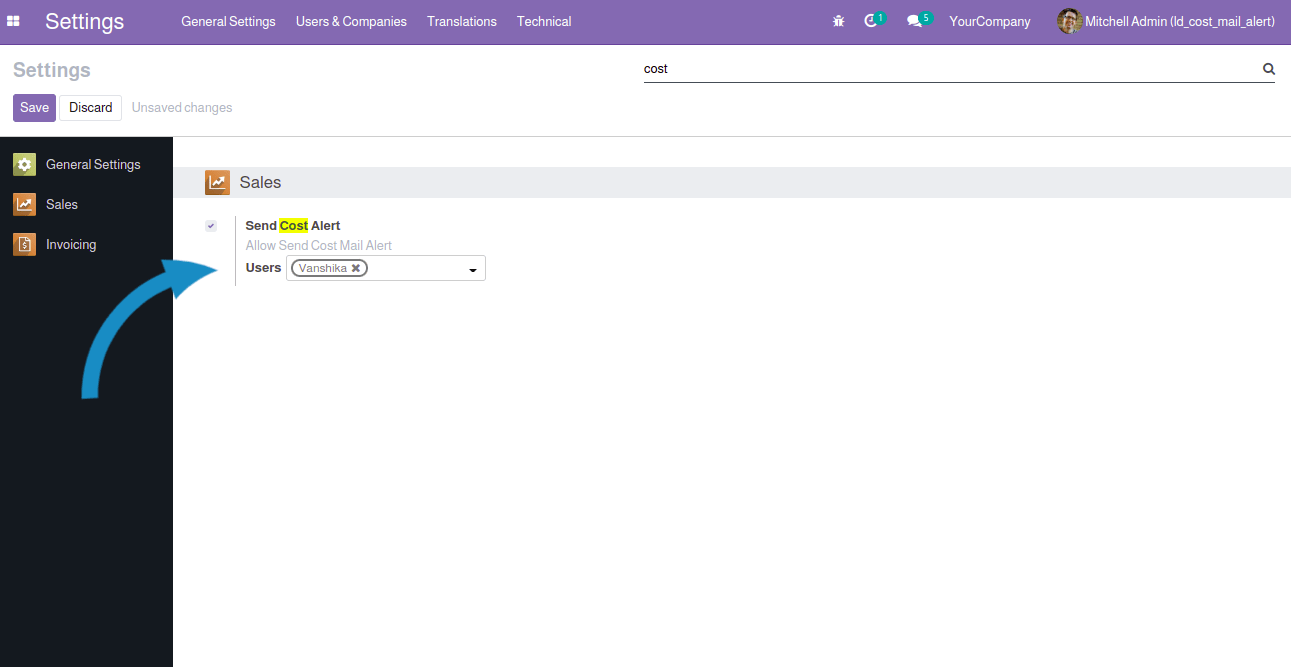 Settings General Settings Users & Companies Translations Technical 1 5 YourCompany Mitchell Admin (ld_cost_mail_alert)
Settings cost
Save Discard Unsaved changes
General Settings
Sales
Invoicing
Sales
Send Cost Alert
Allow Send Cost Mail Alert
Users Vanshika